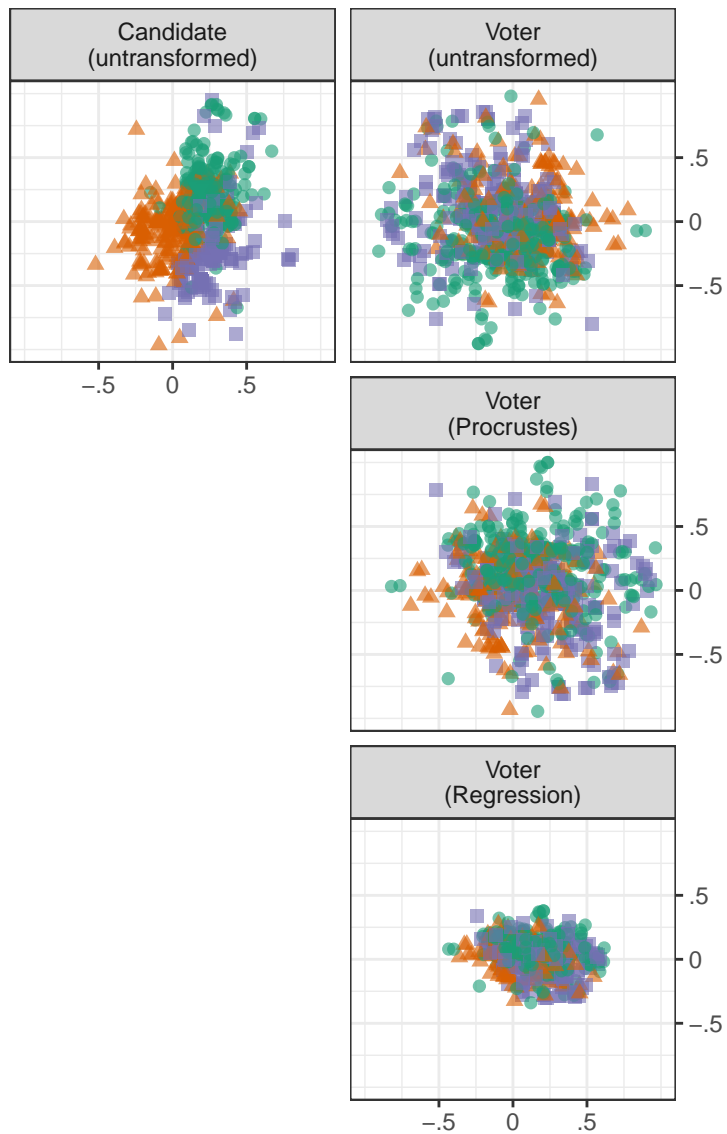 Candidate
(untransformed)
Voter
(untransformed)
.5
0
−.5
−.5 0 .5
Voter
(Procrustes)
.5
0
−.5
Voter
(Regression)
.5
0
−.5
−.5 0 .5